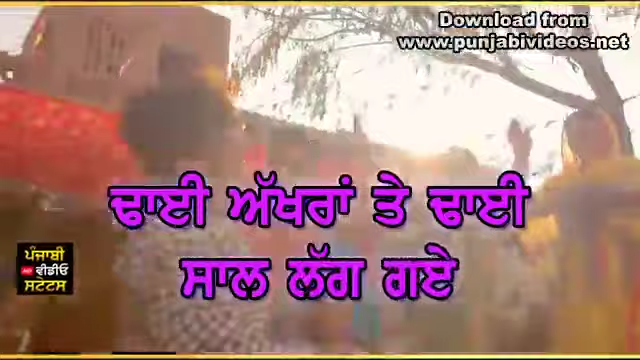 Download from
www.punjabivideos.net
ਢਾਈ ਅੱਖਰਾਂ ਤੇ ਢਾਈ
ਸਾਲ ਲੱਗ ਗਏ
ਪੰਜਾਬੀ
ਵੀਡੀਓ
ਸਟੇਟਸ